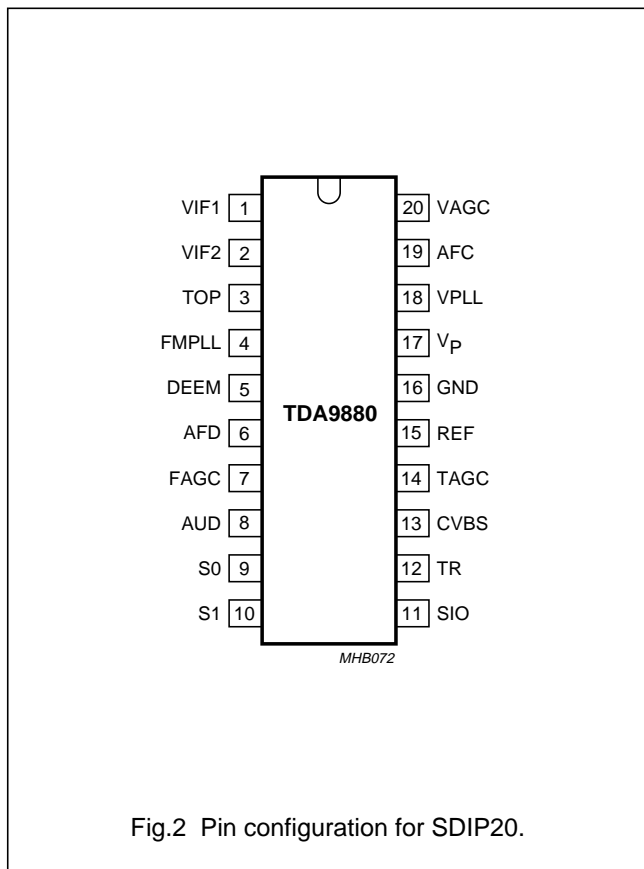 VIF1 1 20 VAGC
VIF2 2 19 AFC
TOP 3 18 VPLL
FMPLL 4 17 VP
DEEM 5 16 GND
TDA9880
AFD 6 15 REF
FAGC 7 14 TAGC
AUD 8 13 CVBS
S0 9 12 TR
S1 10 11 SIO
MHB072
Fig.2 Pin configuration for SDIP20.